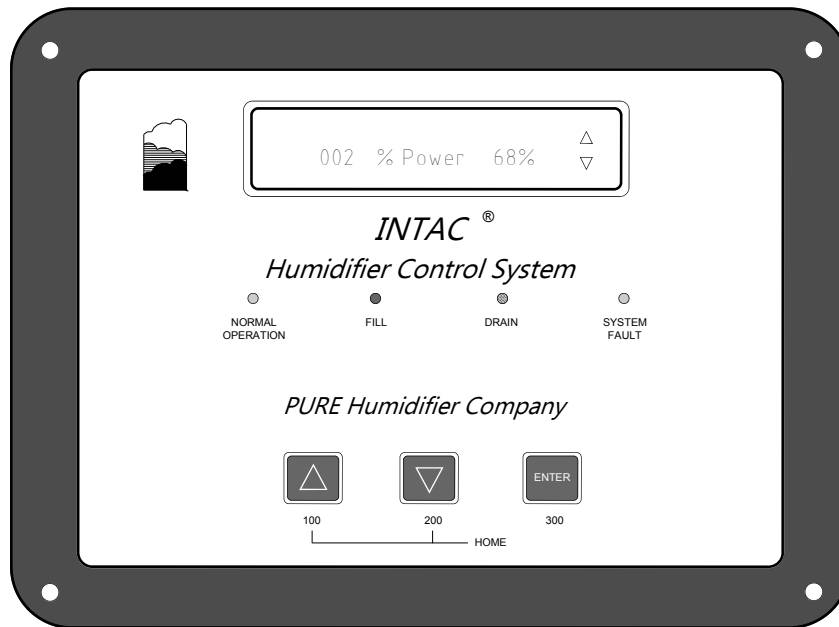 002 % Power 68%
INTAC ®
Humidifier Control System
NORMAL OPERATION
FILL
DRAIN
SYSTEM FAULT
PURE Humidifier Company
ENTER
100 200 300
HOME